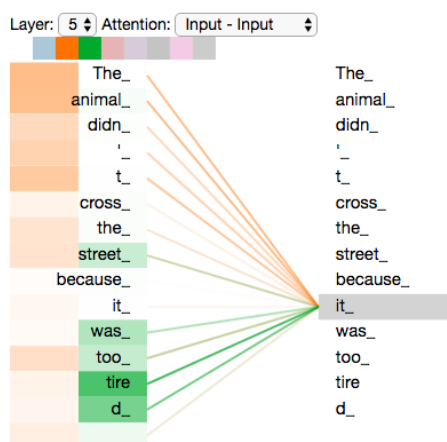 Layer: 5 Attention: Input - Input
The_ The_
animal_ animal_
didn_ didn_
'_ '_
t_ t_
cross_ cross_
the_ the_
street_ street_
because_ because_
it_ it_
was_ was_
too_ too_
tire tire
d_ d_